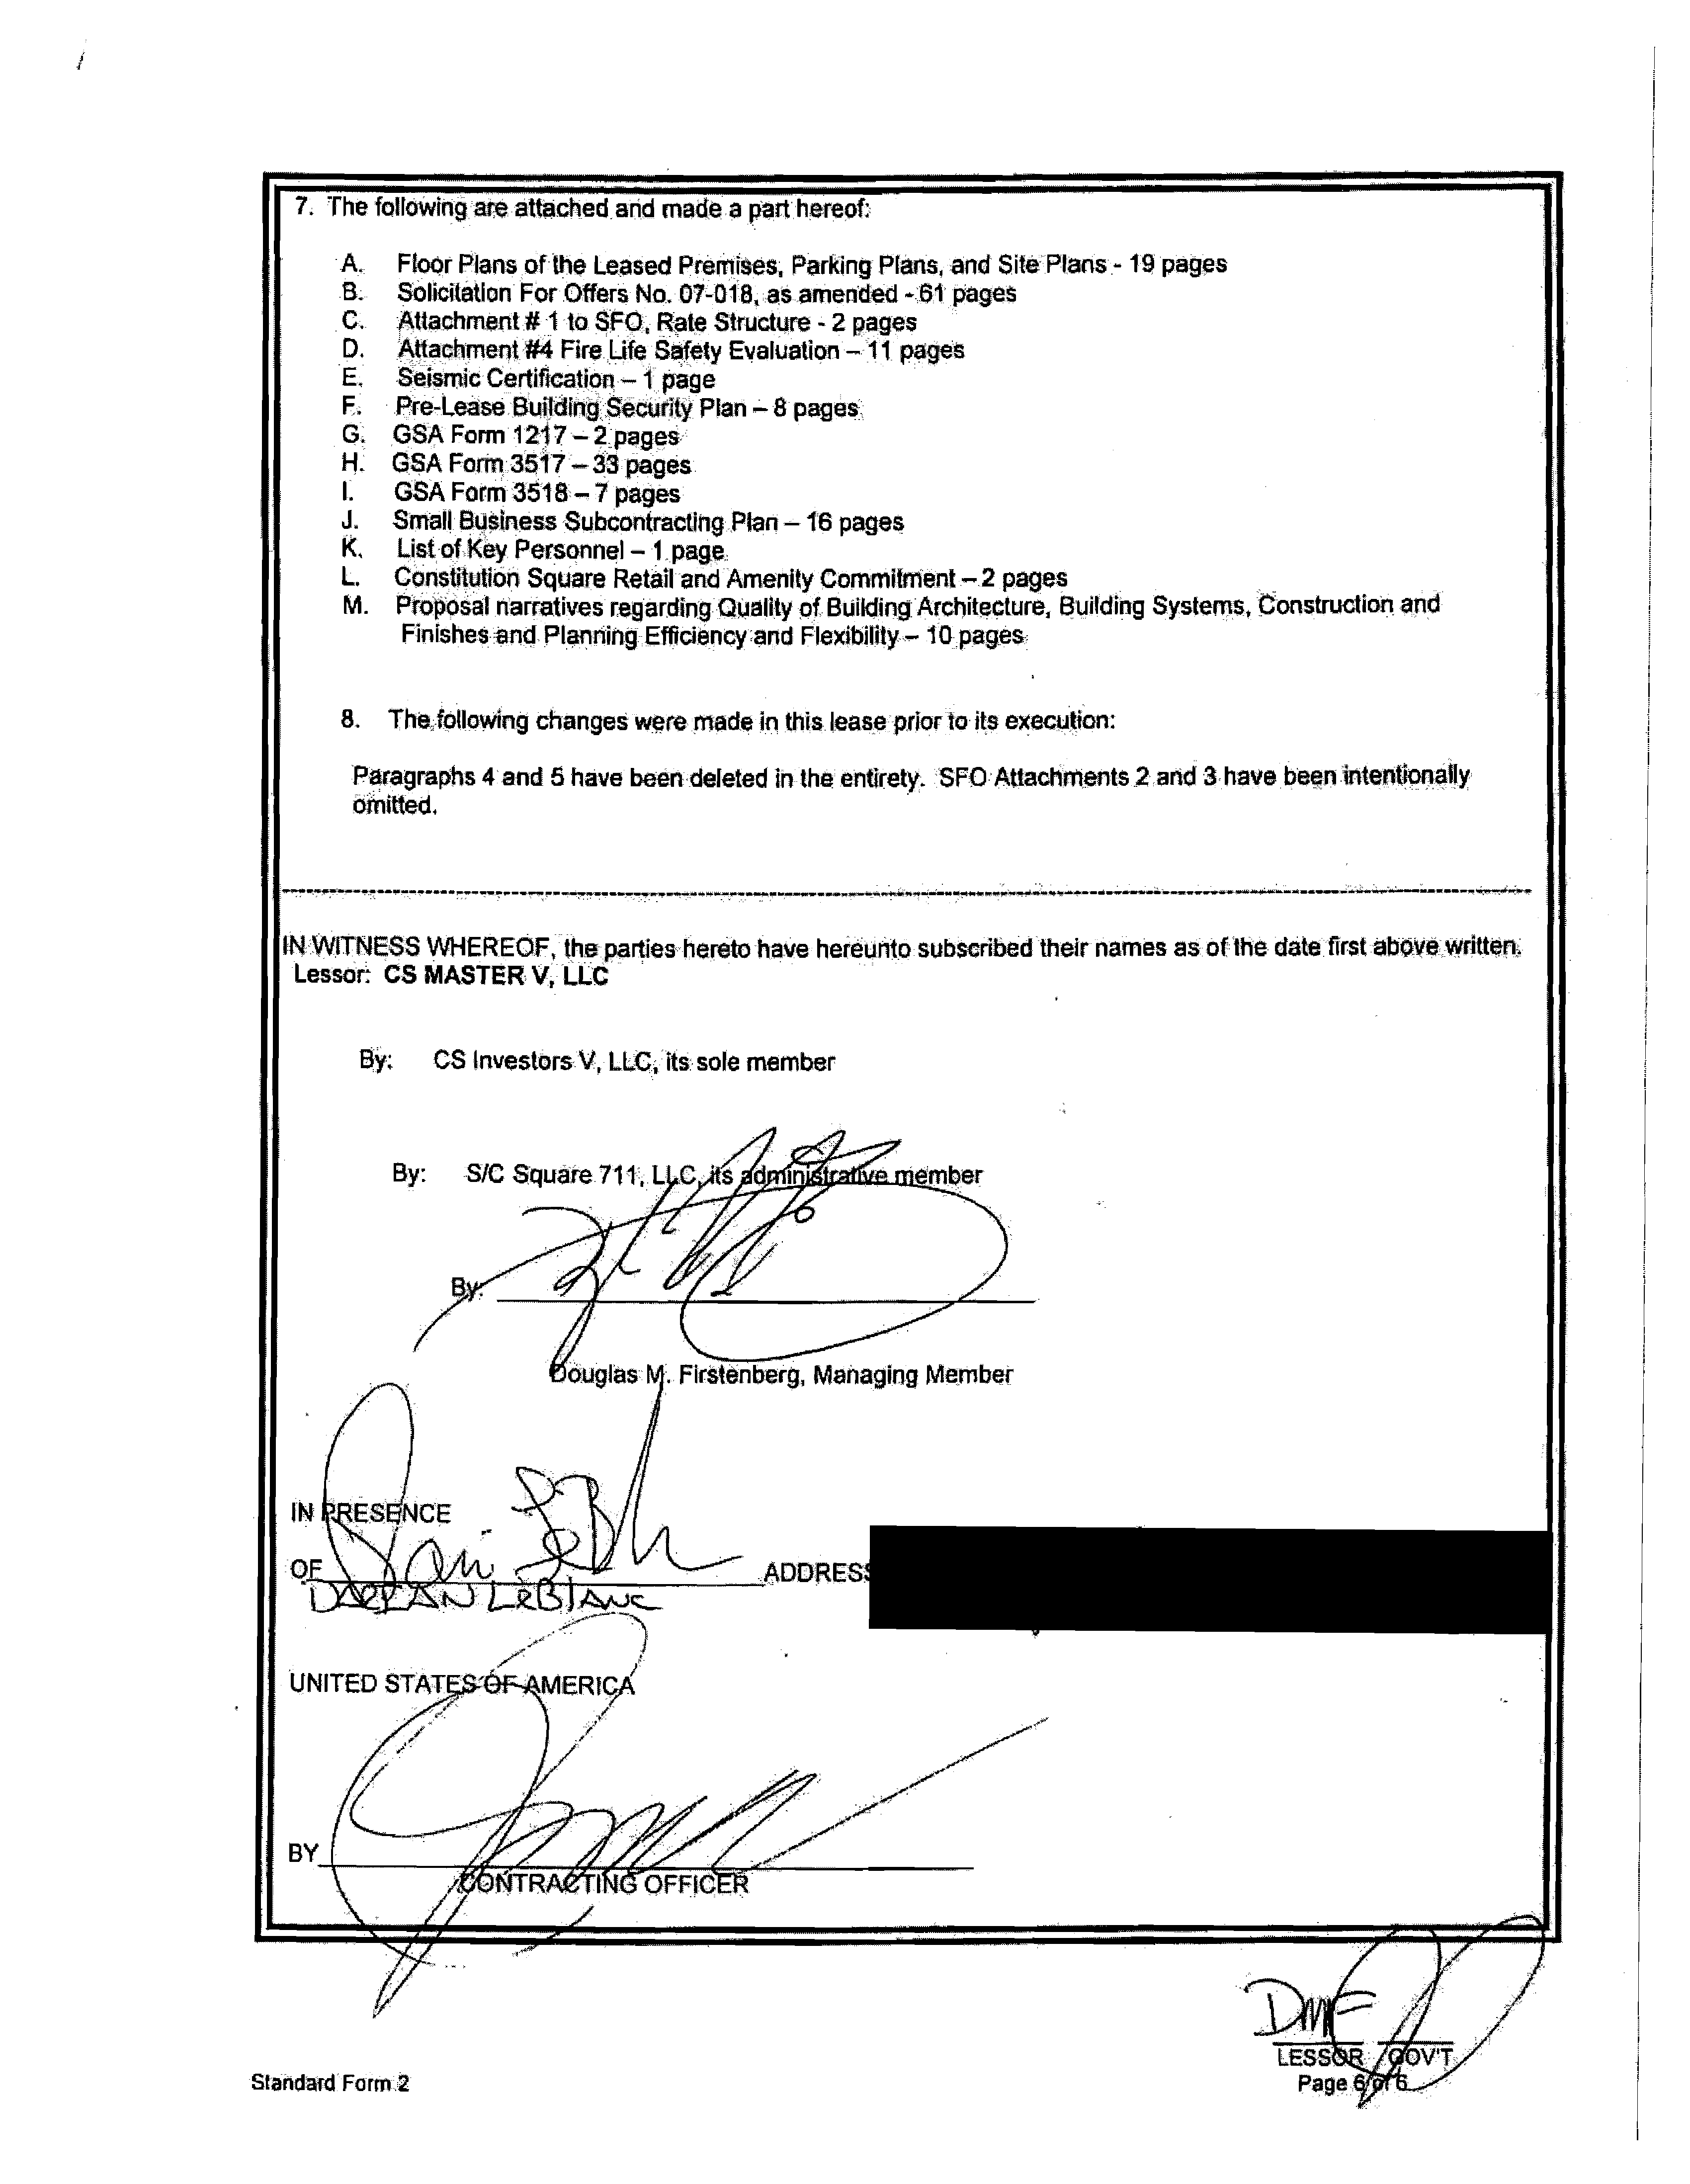 7. The following are attached and made a part hereof:
A. Floor Plans of the Leased Premises, Parking Plans, and Site Plans - 19 pages
B. Solicitation For Offers No. 07-018, as amended - 61 pages
C. Attachment # 1 to SFO, Rate Structure - 2 pages
D. Attachment #4 Fire Life Safety Evaluation – 11 pages
E. Seismic Certification – 1 page
F. Pre-Lease Building Security Plan – 8 pages
G. GSA Form 1217 – 2 pages
H. GSA Form 3517 – 33 pages
I. GSA Form 3518 – 7 pages
J. Small Business Subcontracting Plan – 16 pages
K. List of Key Personnel – 1 page
L. Constitution Square Retail and Amenity Commitment – 2 pages
M. Proposal narratives regarding Quality of Building Architecture, Building Systems, Construction and
Finishes and Planning Efficiency and Flexibility – 10 pages
8. The following changes were made in this lease prior to its execution:
Paragraphs 4 and 5 have been deleted in the entirety. SFO Attachments 2 and 3 have been intentionally
omitted.
IN WITNESS WHEREOF, the parties hereto have hereunto subscribed their names as of the date first above written.
Lessor: CS MASTER V, LLC
By: CS Investors V, LLC, its sole member
By: S/C Square 711, LLC, its administrative member
By:
Douglas M. Firstenberg, Managing Member
IN PRESENCE
OF ADDRESS
DARIAN LeBLANC
UNITED STATES OF AMERICA
BY
CONTRACTING OFFICER
DMF
LESSOR GOV'T
Standard Form 2 Page 6 of 6